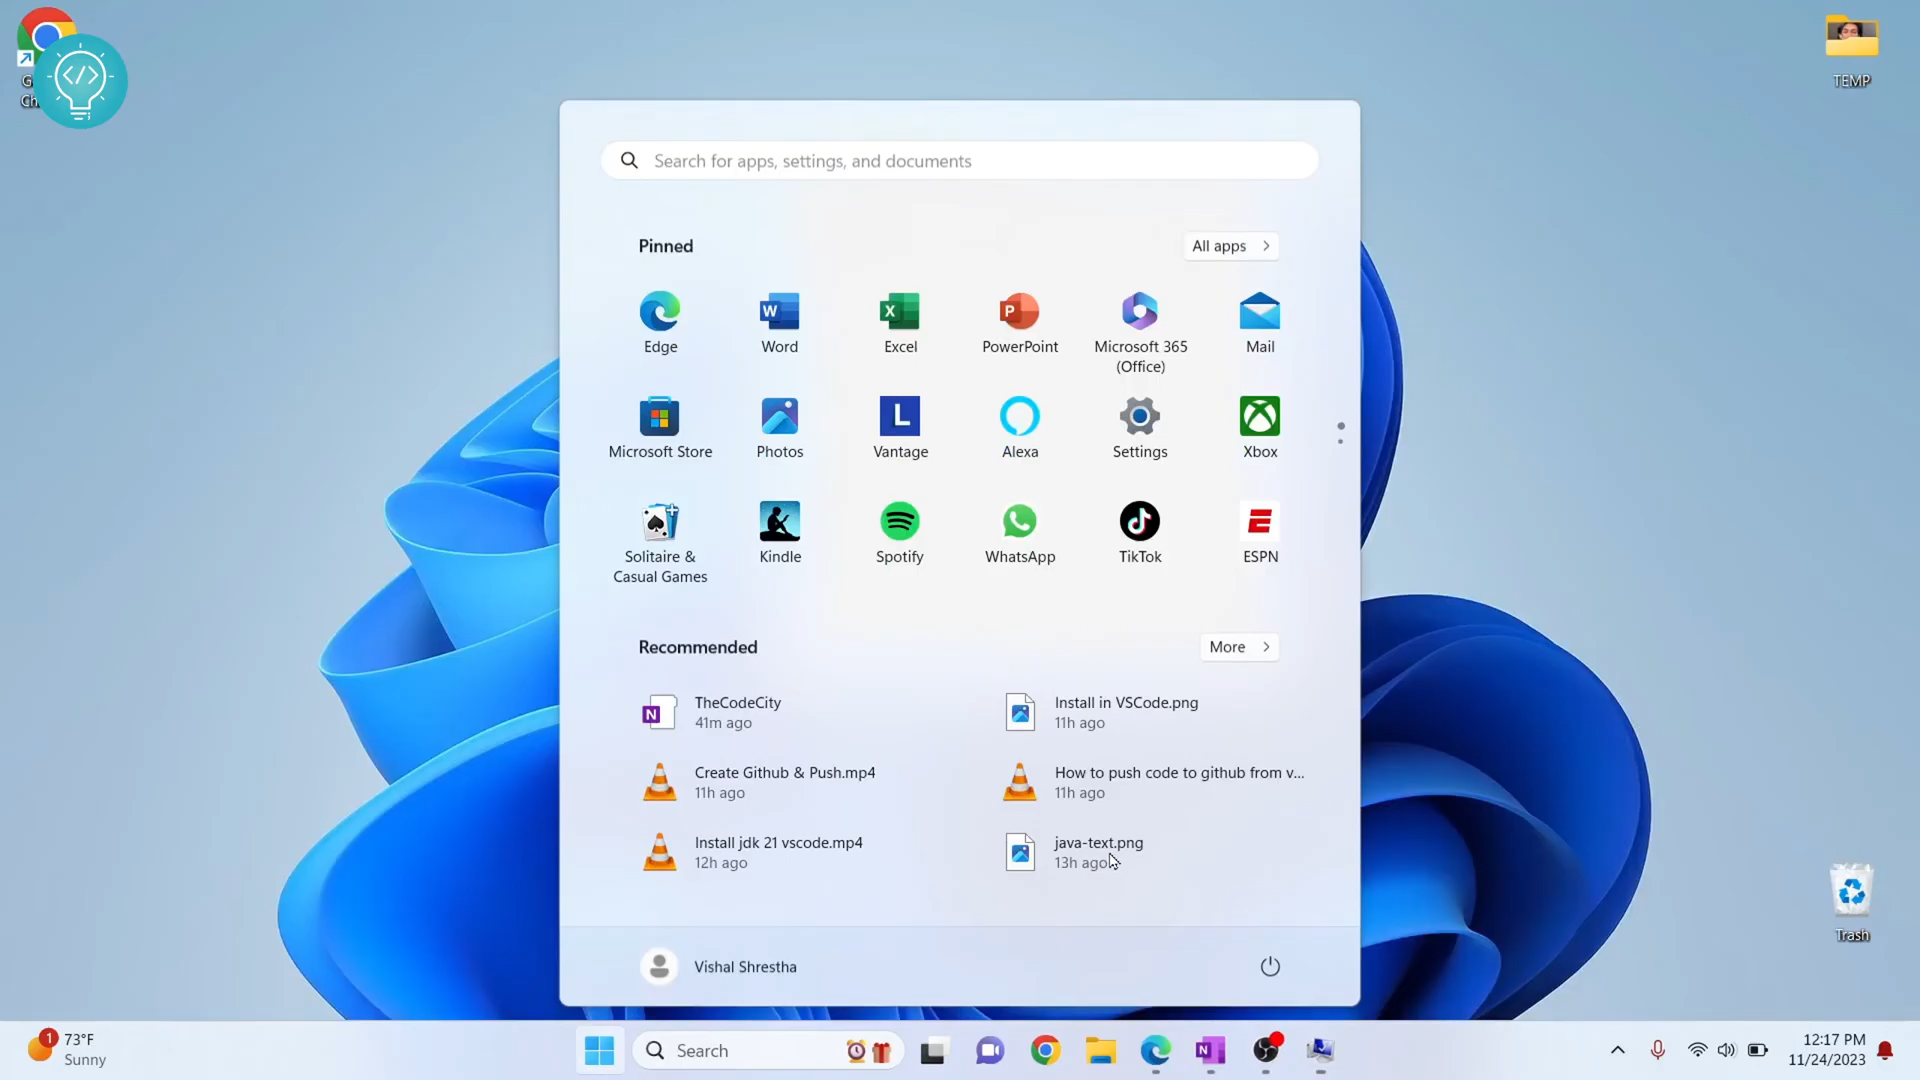 G
Ch
TEMP
Search for apps, settings, and documents
Pinned
All apps
Edge
Word
Excel
PowerPoint
Microsoft 365
(Office)
Mail
Microsoft Store
Photos
Vantage
Alexa
Settings
Xbox
Solitaire &
Casual Games
Kindle
Spotify
WhatsApp
TikTok
ESPN
Recommended
More
TheCodeCity
41m ago
Install in VSCode.png
11h ago
Create Github & Push.mp4
11h ago
How to push code to github from v...
11h ago
Install jdk 21 vscode.mp4
12h ago
java-text.png
13h ago
Vishal Shrestha
Trash
1
73°F
Sunny
Search
12:17 PM
11/24/2023